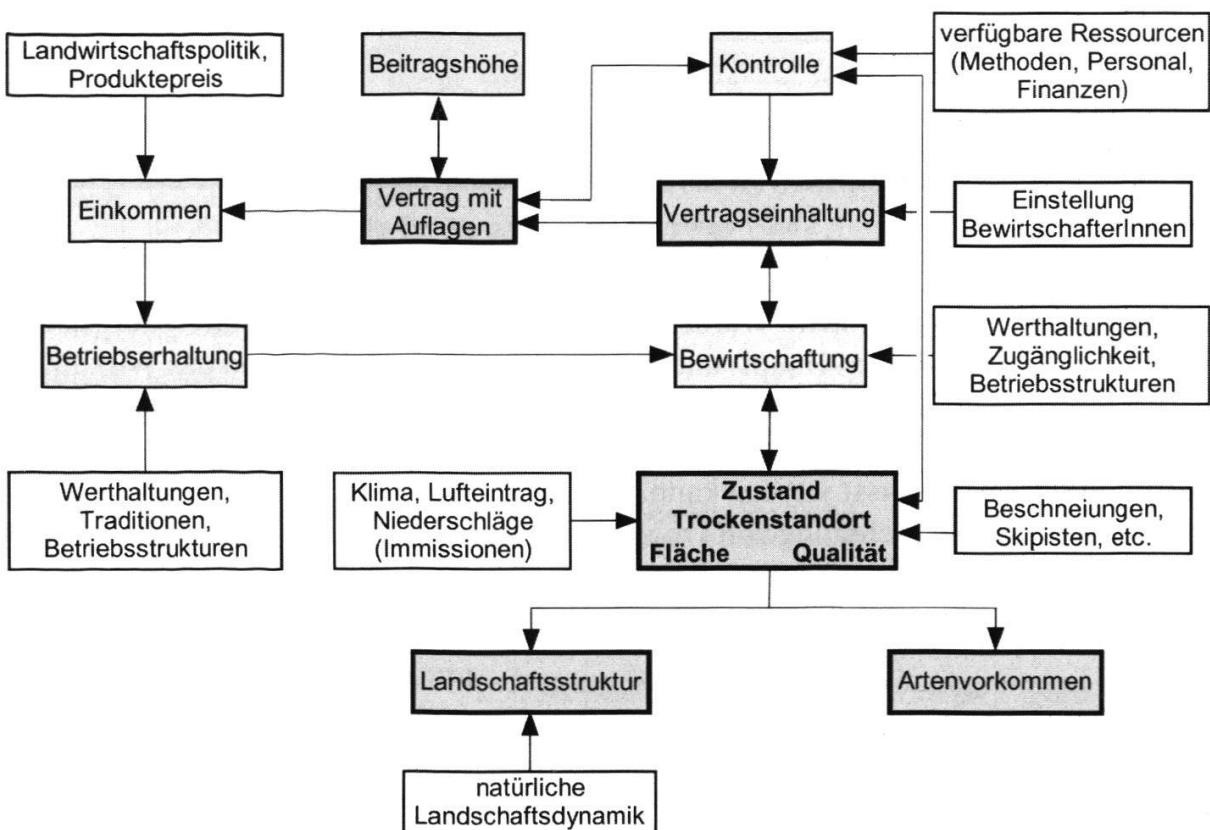 Landwirtschaftspolitik,
Produktepreis
Beitragshöhe
Kontrolle
verfügbare Ressourcen
(Methoden, Personal,
Finanzen)
Einkommen
Vertrag mit
Auflagen
Vertragseinhaltung
Einstellung
BewirtschafterInnen
Betriebserhaltung
Bewirtschaftung
Werthaltungen,
Zugänglichkeit,
Betriebsstrukturen
Werthaltungen,
Traditionen,
Betriebsstrukturen
Klima, Lufteintrag,
Niederschläge
(Immissionen)
Zustand
Trockenstandort
Fläche Qualität
Beschneiungen,
Skipisten, etc.
Landschaftsstruktur
Artenvorkommen
natürliche
Landschaftsdynamik